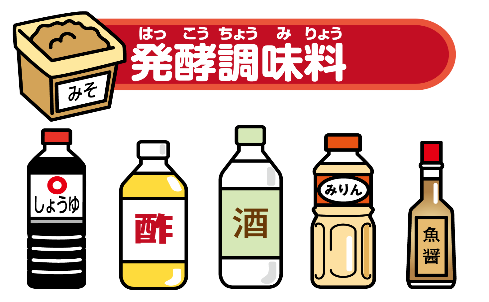 はっ こう ちょう み りょう
発酵調味料
みそ
しょうゆ
酢
酒
みりん
魚
醤